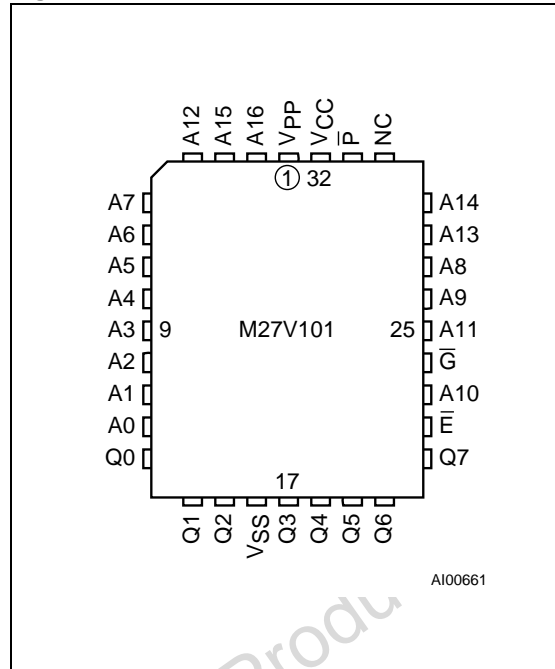 A12 A15 A16 VPP VCC P̅ NC
① 32
A7 A14
A6 A13
A5 A8
A4 A9
A3 9 M27V101 25 A11
A2 G̅
A1 A10
A0 E̅
Q0 Q7
17
Q1 Q2 VSS Q3 Q4 Q5 Q6
AI00661